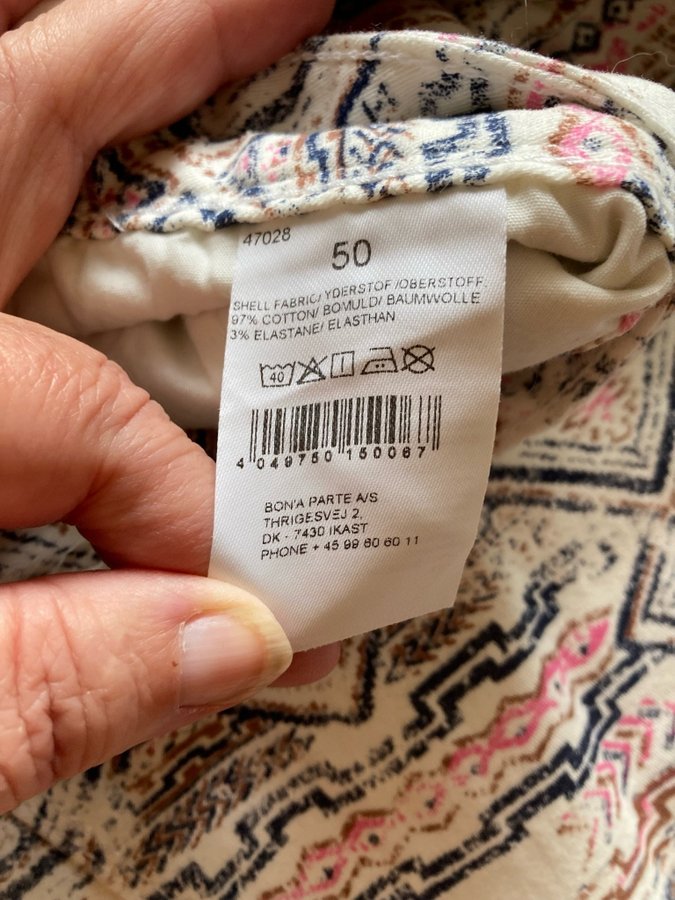 47028
50
SHELL FABRIC/ YDERSTOF /OBERSTOFF
97% COTTON/ BOMULD/ BAUMWOLLE
3% ELASTANE/ ELASTHAN
40
4 049750 150067
BON'A PARTE A/S
THRIGESVEJ 2,
DK - 7430 IKAST
PHONE + 45 99 60 60 11